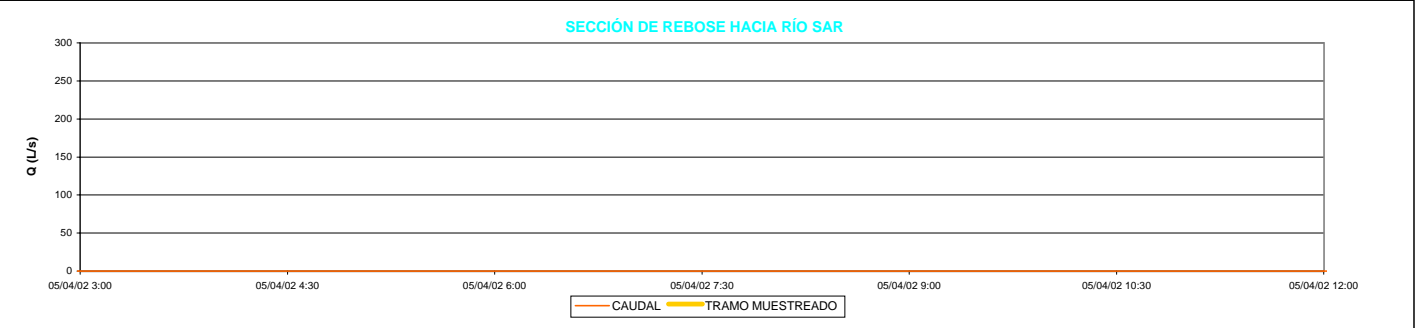 SECCIÓN DE REBOSE HACIA RÍO SAR
Q (L/s)
300
250
200
150
100
50
0
05/04/02 3:00 05/04/02 4:30 05/04/02 6:00 05/04/02 7:30 05/04/02 9:00 05/04/02 10:30 05/04/02 12:00
CAUDAL TRAMO MUESTREADO